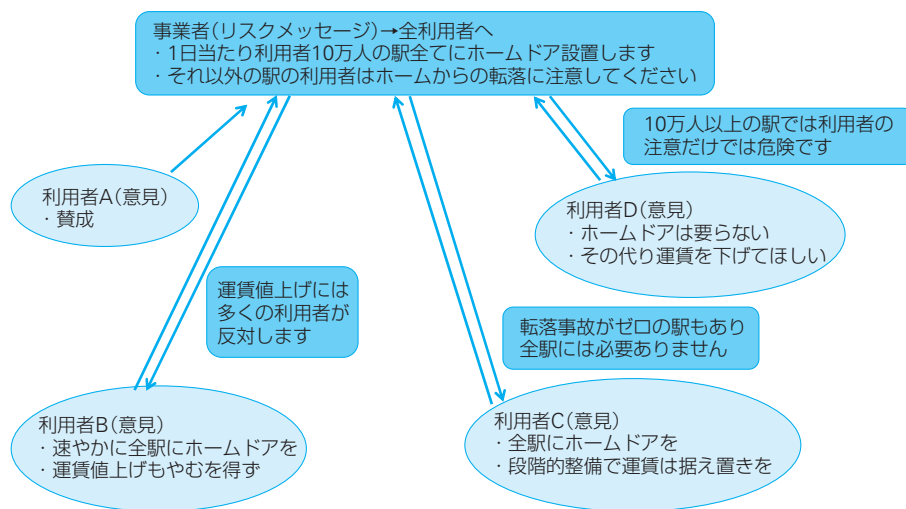 事業者（リスクメッセージ）→全利用者へ
・1日当たり利用者10万人の駅全てにホームドア設置します
・それ以外の駅の利用者はホームからの転落に注意してください
10万人以上の駅では利用者の
注意だけでは危険です
利用者A（意見）
・賛成
利用者D（意見）
・ホームドアは要らない
・その代り運賃を下げてほしい
運賃値上げには
多くの利用者が
反対します
転落事故がゼロの駅もあり
全駅には必要ありません
利用者B（意見）
・速やかに全駅にホームドアを
・運賃値上げもやむを得ず
利用者C（意見）
・全駅にホームドアを
・段階的整備で運賃は据え置きを